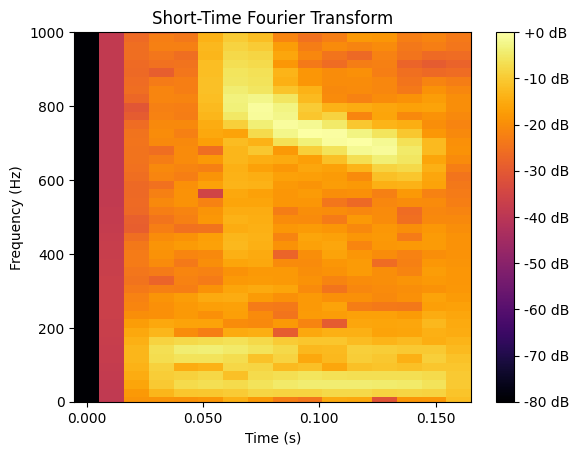 Short-Time Fourier Transform
Frequency (Hz)
1000
800
600
400
200
0
0.000
0.050
0.100
0.150
Time (s)
+0 dB
-10 dB
-20 dB
-30 dB
-40 dB
-50 dB
-60 dB
-70 dB
-80 dB